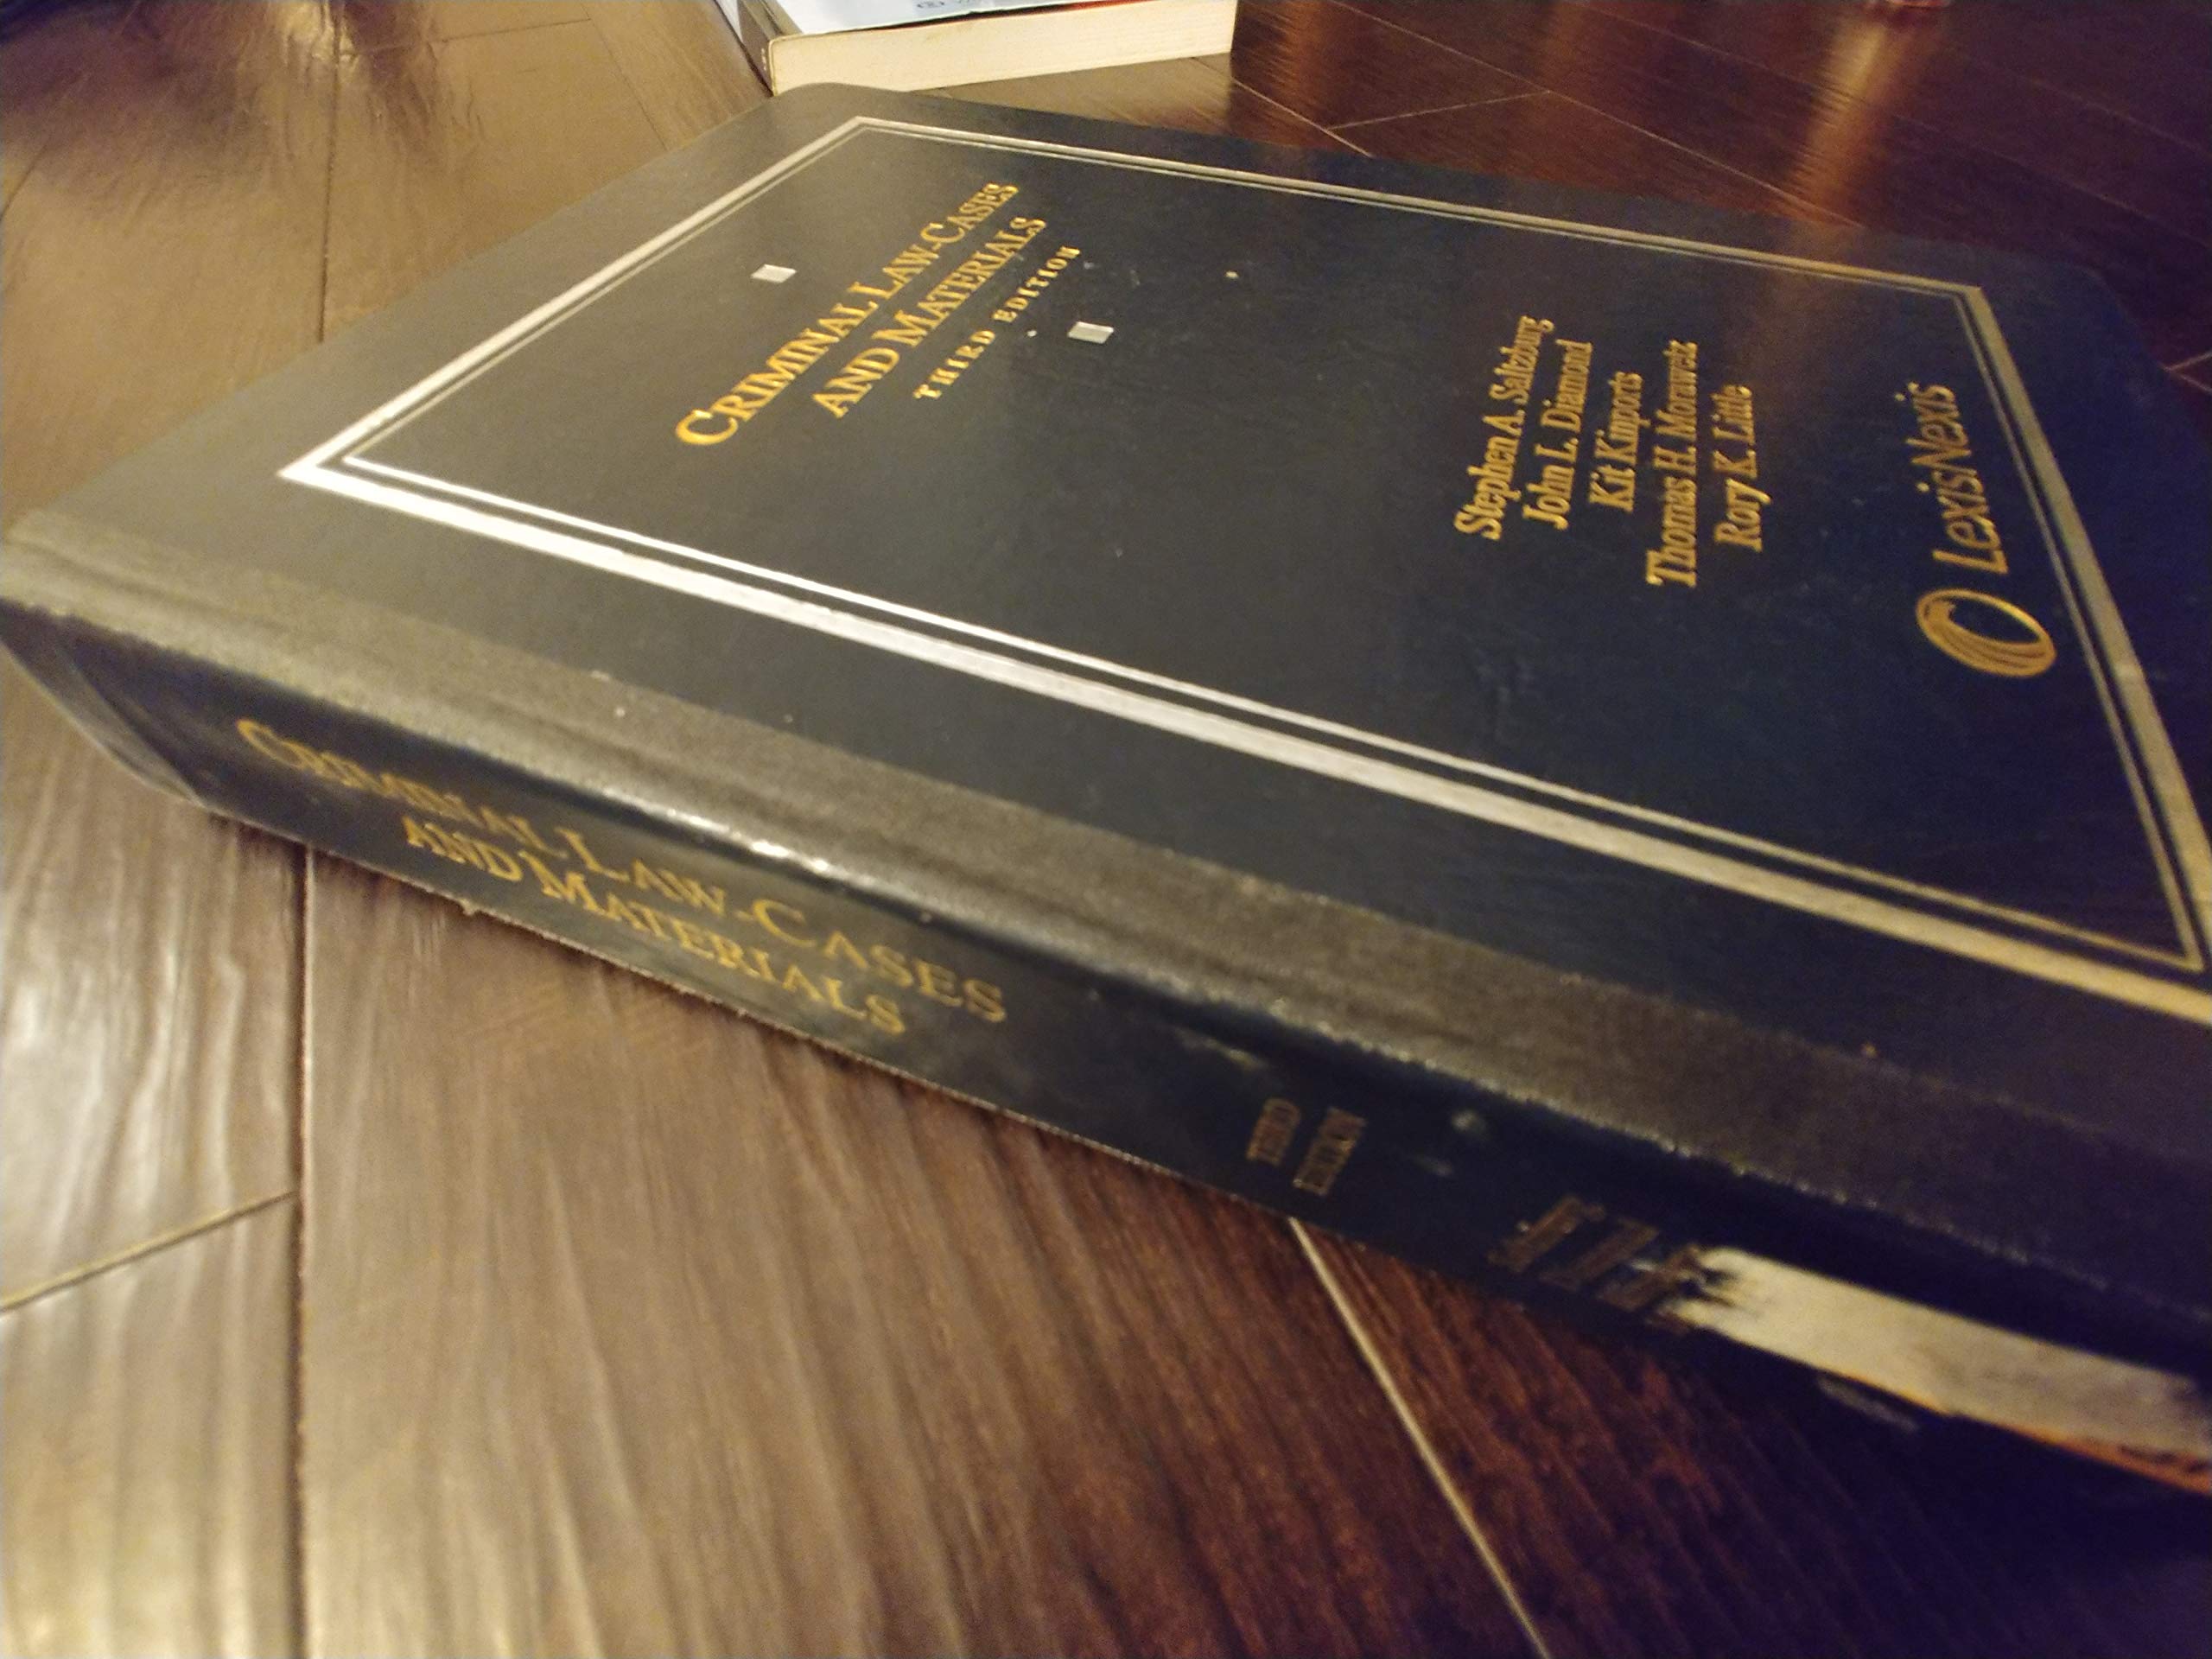 CRIMINAL LAW-CASES
AND MATERIALS
THIRD EDITION
Stephen A. Saltzburg
John L. Diamond
Kit Kinports
Thomas H. Morawetz
Rory K. Little
LexisNexis
CRIMINAL LAW-CASES
AND MATERIALS
THIRD
EDITION